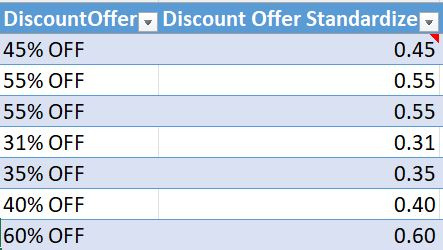 DiscountOffer Discount Offer Standardize
45% OFF 0.45
55% OFF 0.55
55% OFF 0.55
31% OFF 0.31
35% OFF 0.35
40% OFF 0.40
60% OFF 0.60